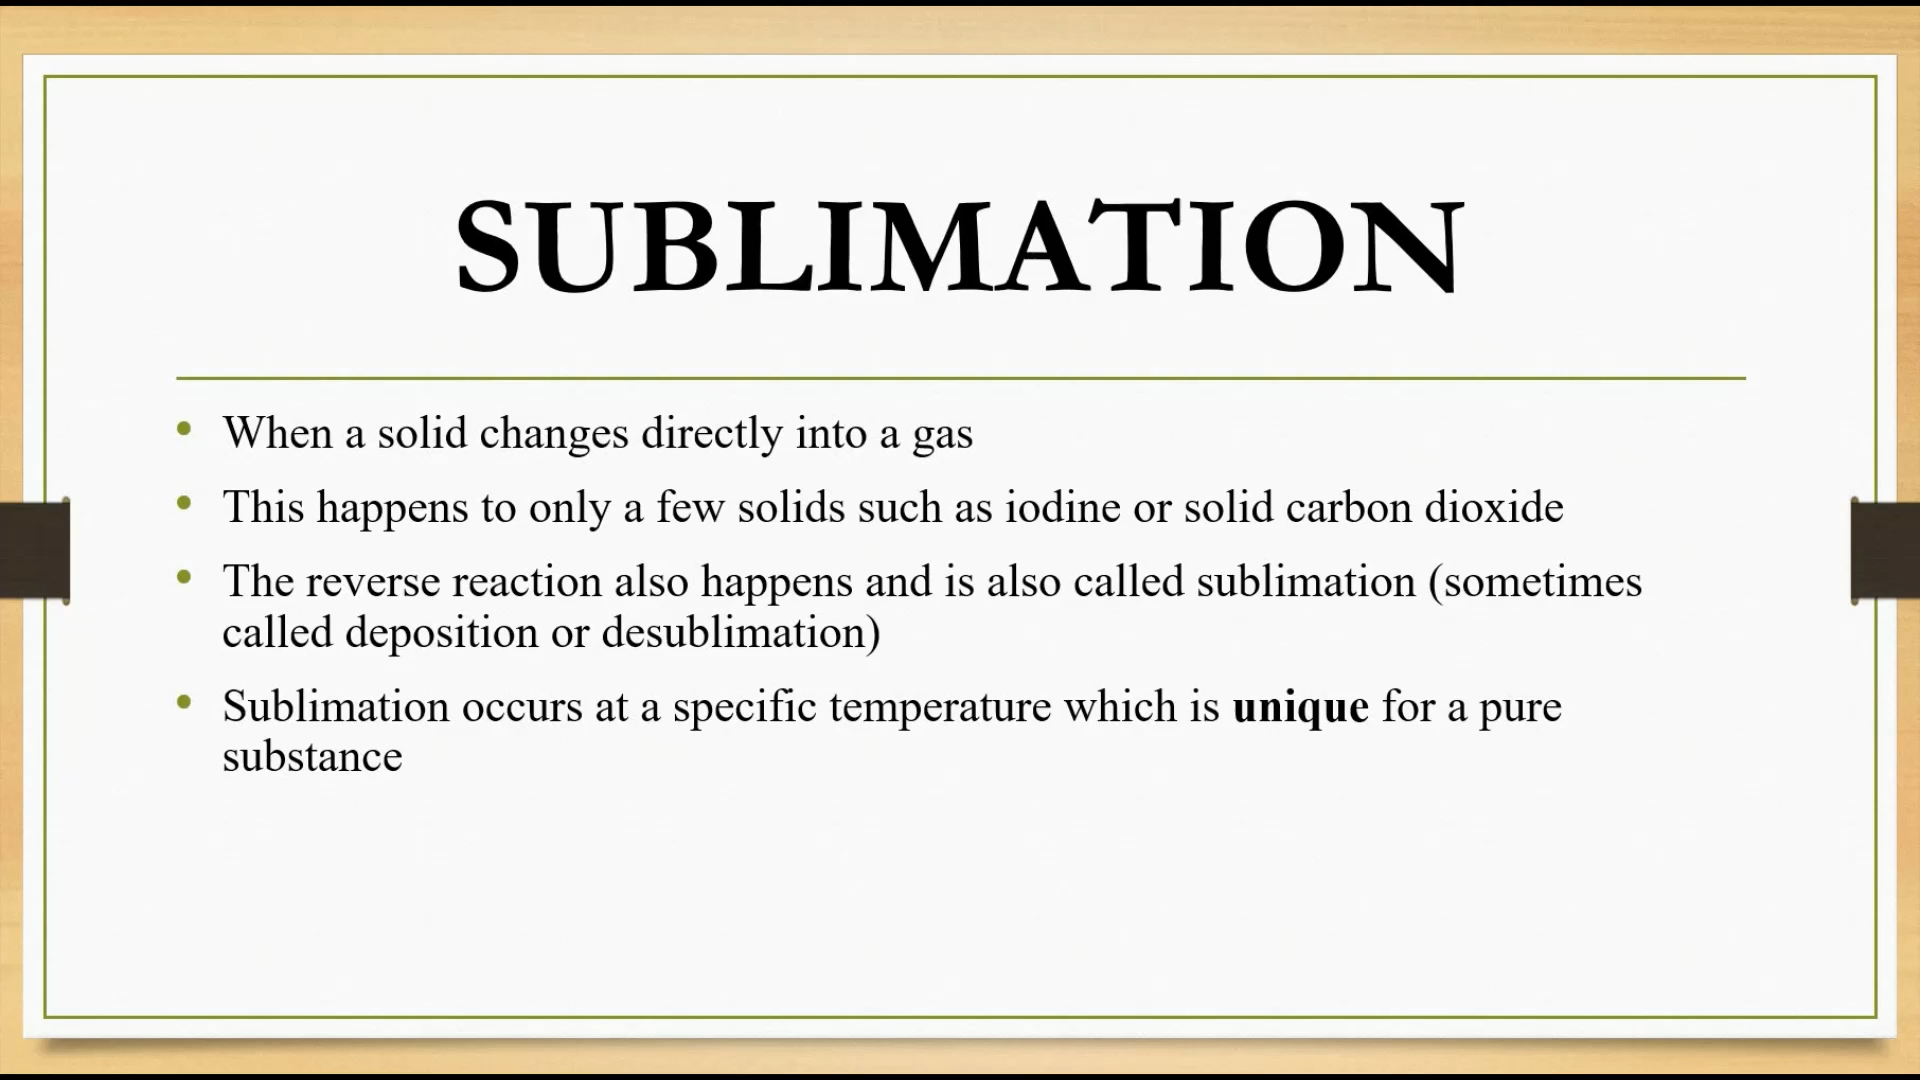 SUBLIMATION
• When a solid changes directly into a gas
• This happens to only a few solids such as iodine or solid carbon dioxide
• The reverse reaction also happens and is also called sublimation (sometimes
called deposition or desublimation)
• Sublimation occurs at a specific temperature which is unique for a pure
substance